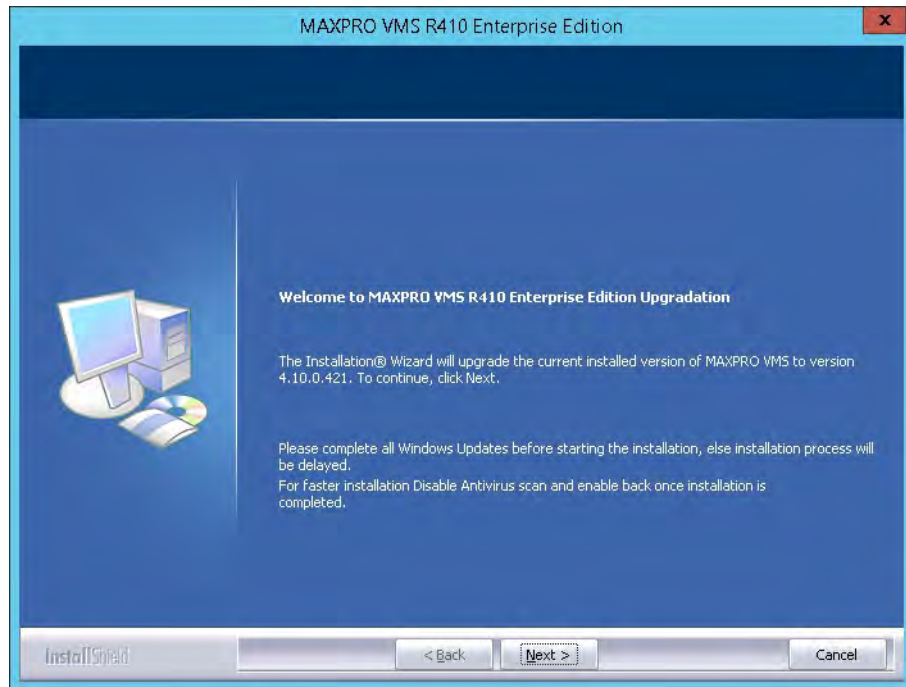 MAXPRO VMS R410 Enterprise Edition
x
Welcome to MAXPRO VMS R410 Enterprise Edition Upgradation
The Installation® Wizard will upgrade the current installed version of MAXPRO VMS to version
4.10.0.421. To continue, click Next.
Please complete all Windows Updates before starting the installation, else installation process will
be delayed.
For faster installation Disable Antivirus scan and enable back once installation is
completed.
InstallShield
< Back
Next >
Cancel